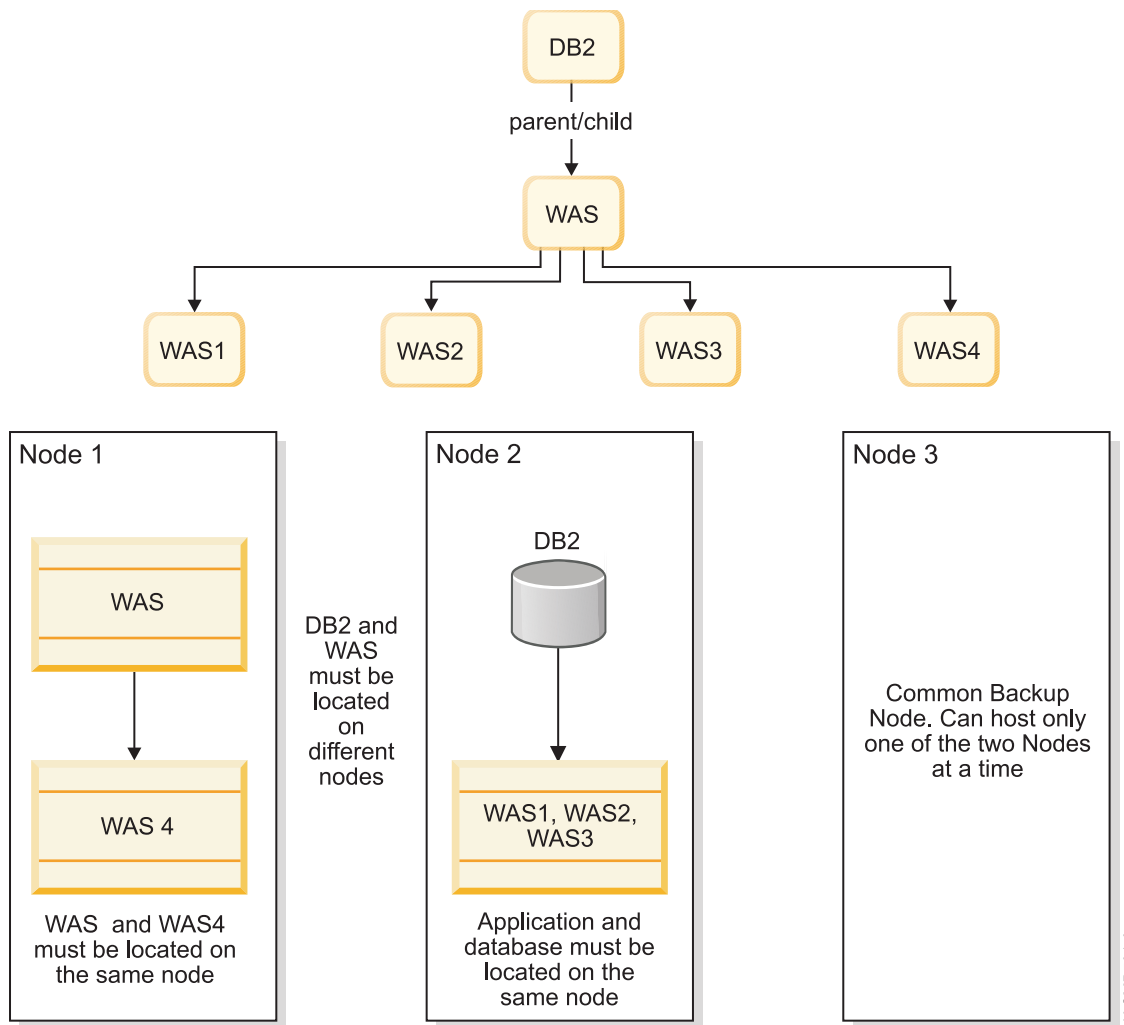 DB2
parent/child
WAS
WAS1
WAS2
WAS3
WAS4
Node 1
WAS
WAS 4
WAS and WAS4
must be located on
the same node
DB2 and
WAS
must be
located
on
different
nodes
Node 2
DB2
WAS1, WAS2,
WAS3
Application and
database must be
located on the
same node
Node 3
Common Backup
Node. Can host only
one of the two Nodes
at a time